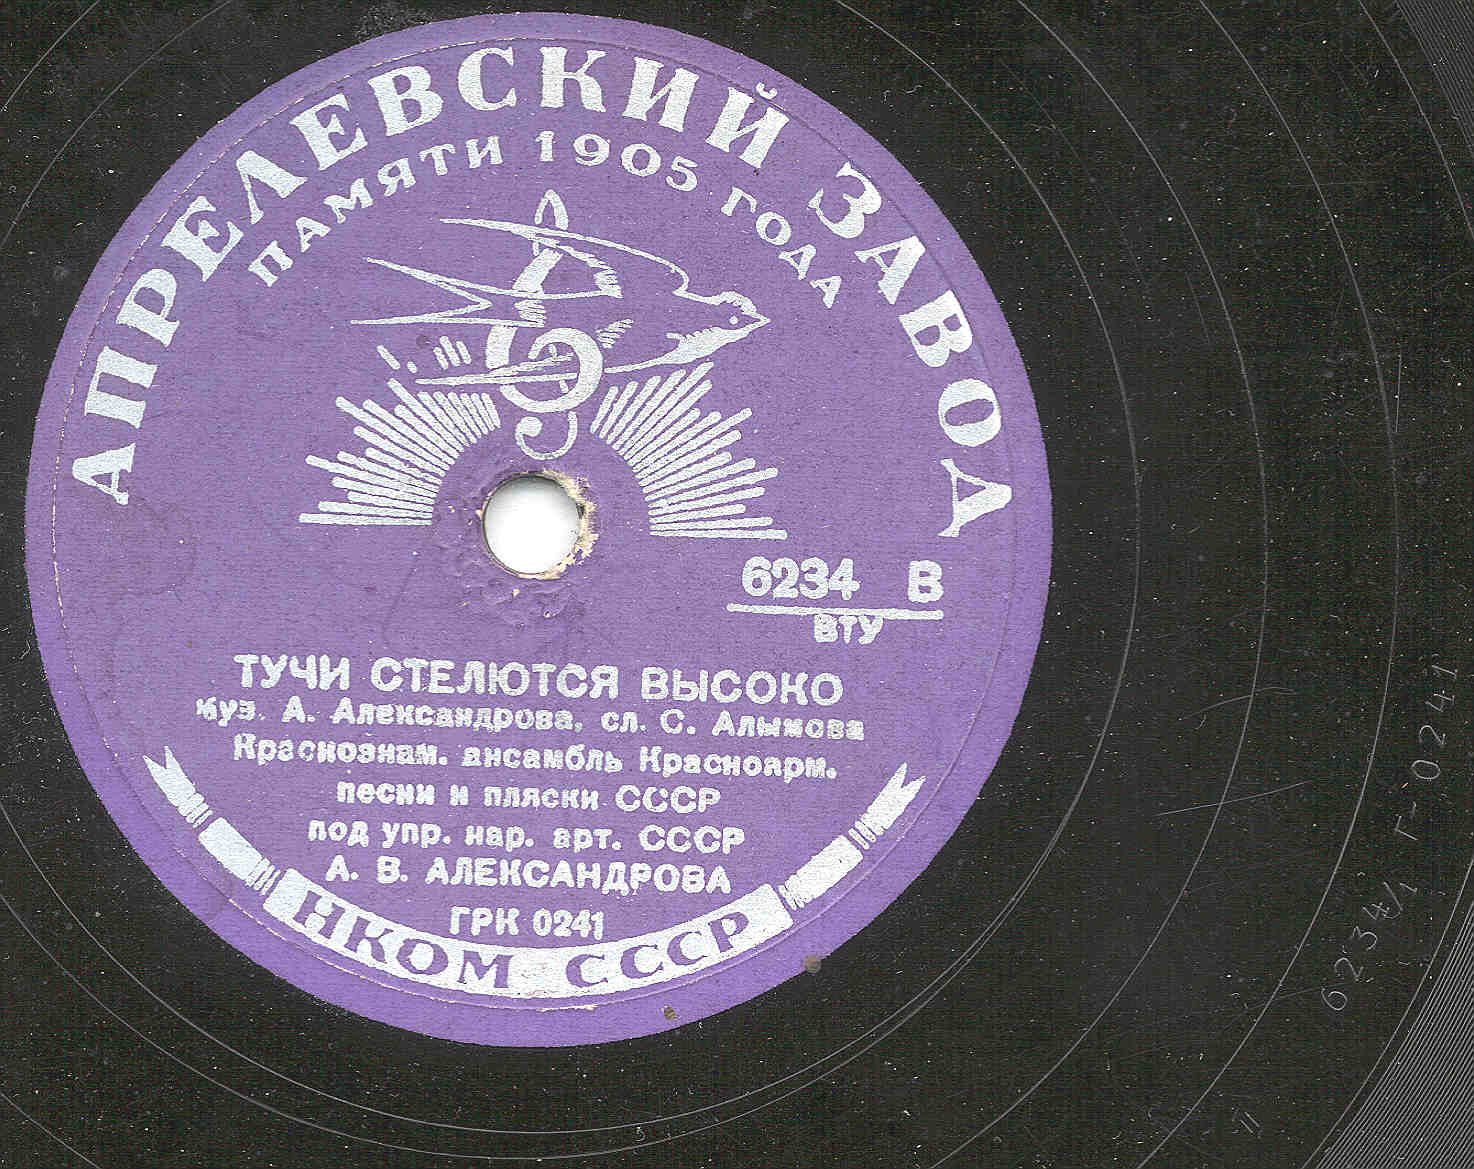 АПРЕЛЕВСКИЙ ЗАВОД
ПАМЯТИ 1905 ГОДА
6234 В
ВТУ
ТУЧИ СТЕЛЮТСЯ ВЫСОКО
муз. А. Александрова, сл. С. Алымова
Краснознам. ансамбль Красноарм.
песни и пляски СССР
под упр. нар. арт. СССР
А. В. АЛЕКСАНДРОВА
ГРК 0241
НКОМ СССР
6234/1 Г-0241